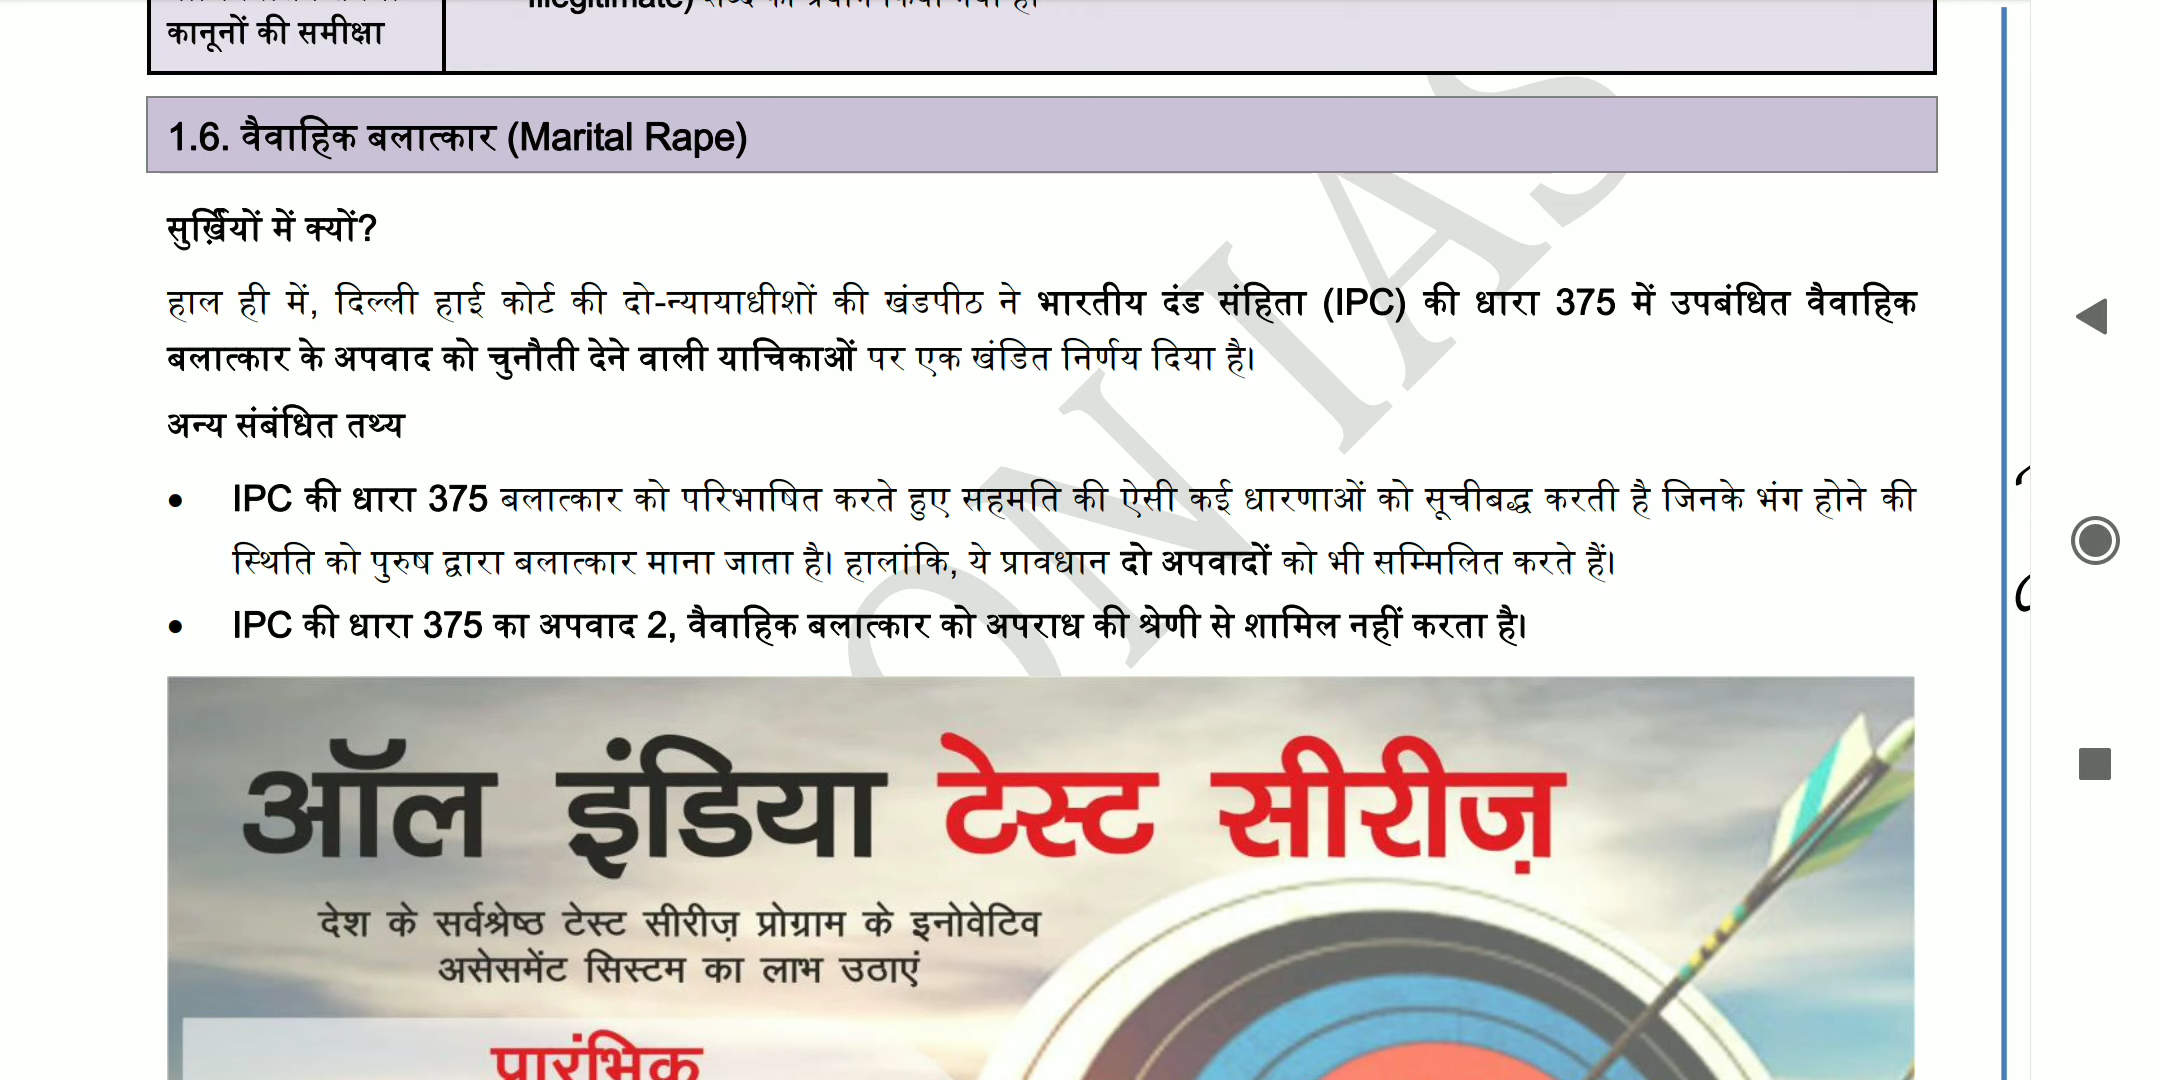 कानूनों की समीक्षा
1.6. वैवाहिक बलात्कार (Marital Rape)
सुर्ख़ियों में क्यों?
हाल ही में, दिल्ली हाई कोर्ट की दो-न्यायाधीशों की खंडपीठ ने भारतीय दंड संहिता (IPC) की धारा 375 में उपबंधित वैवाहिक
बलात्कार के अपवाद को चुनौती देने वाली याचिकाओं पर एक खंडित निर्णय दिया है।
अन्य संबंधित तथ्य
• IPC की धारा 375 बलात्कार को परिभाषित करते हुए सहमति की ऐसी कई धारणाओं को सूचीबद्ध करती है जिनके भंग होने की
स्थिति को पुरुष द्वारा बलात्कार माना जाता है। हालांकि, ये प्रावधान दो अपवादों को भी सम्मिलित करते हैं।
• IPC की धारा 375 का अपवाद 2, वैवाहिक बलात्कार को अपराध की श्रेणी से शामिल नहीं करता है।
ON IAS
ऑल इंडिया टेस्ट सीरीज़
देश के सर्वश्रेष्ठ टेस्ट सीरीज़ प्रोग्राम के इनोवेटिव
असेसमेंट सिस्टम का लाभ उठाएं
प्रारंभिक